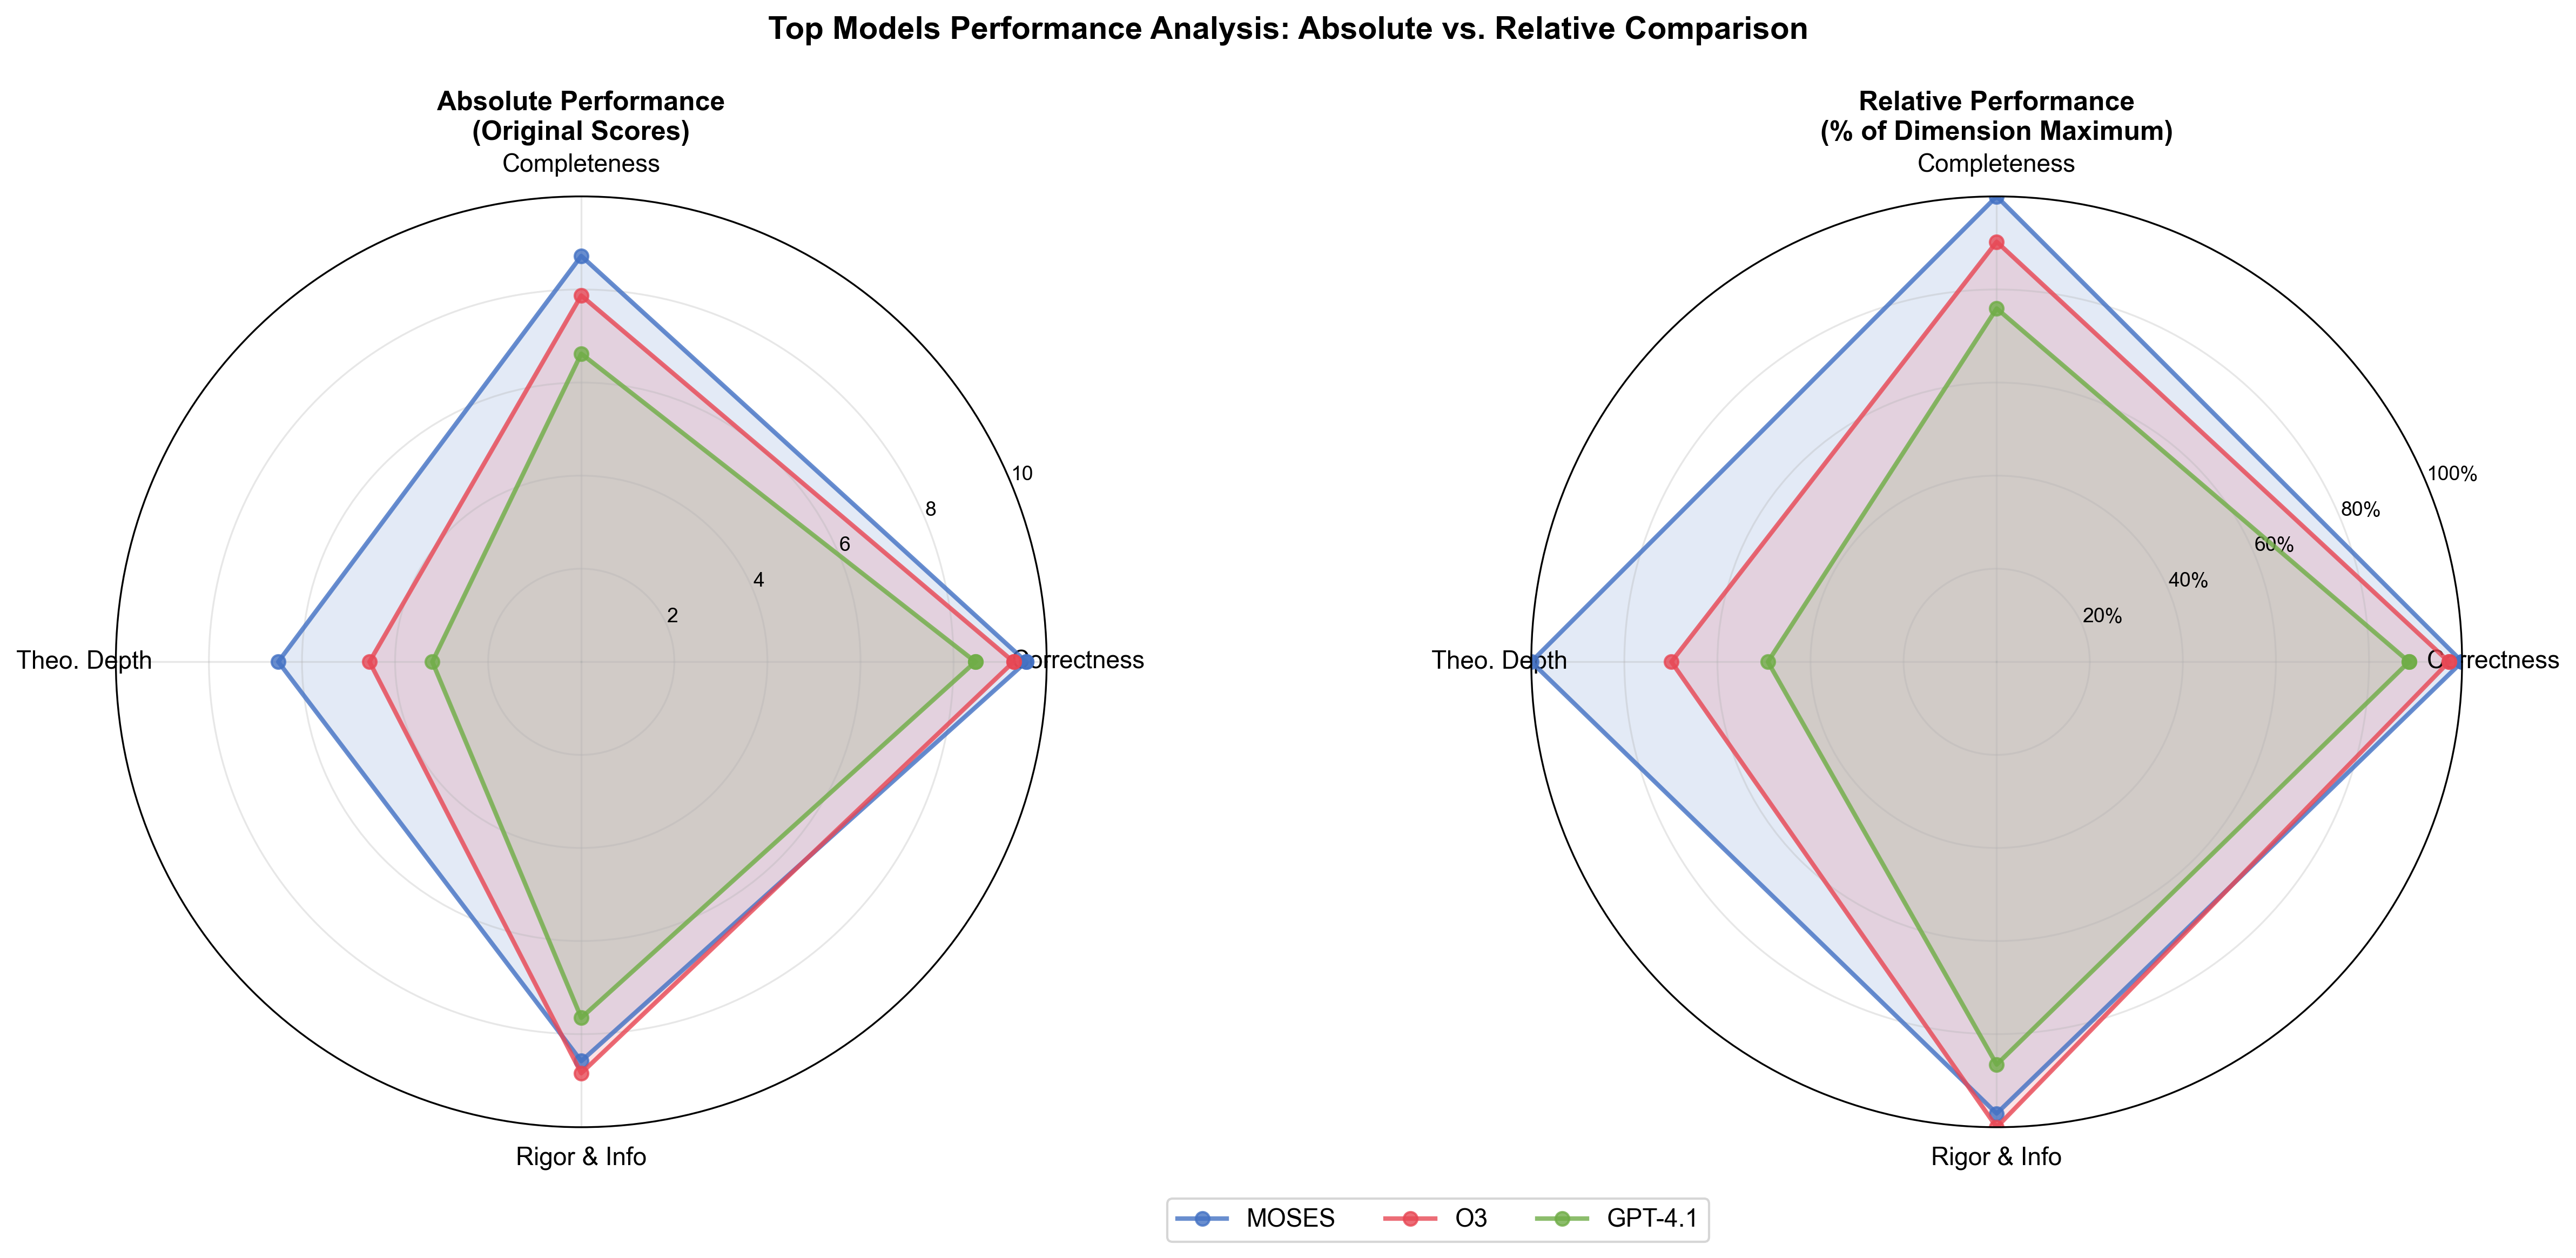 Top Models Performance Analysis: Absolute vs. Relative Comparison
Absolute Performance
(Original Scores)
Completeness
10
8
6
4
2
Theo. Depth
Correctness
Rigor & Info
Relative Performance
(% of Dimension Maximum)
Completeness
100%
80%
60%
40%
20%
Theo. Depth
Correctness
Rigor & Info
MOSES
O3
GPT-4.1